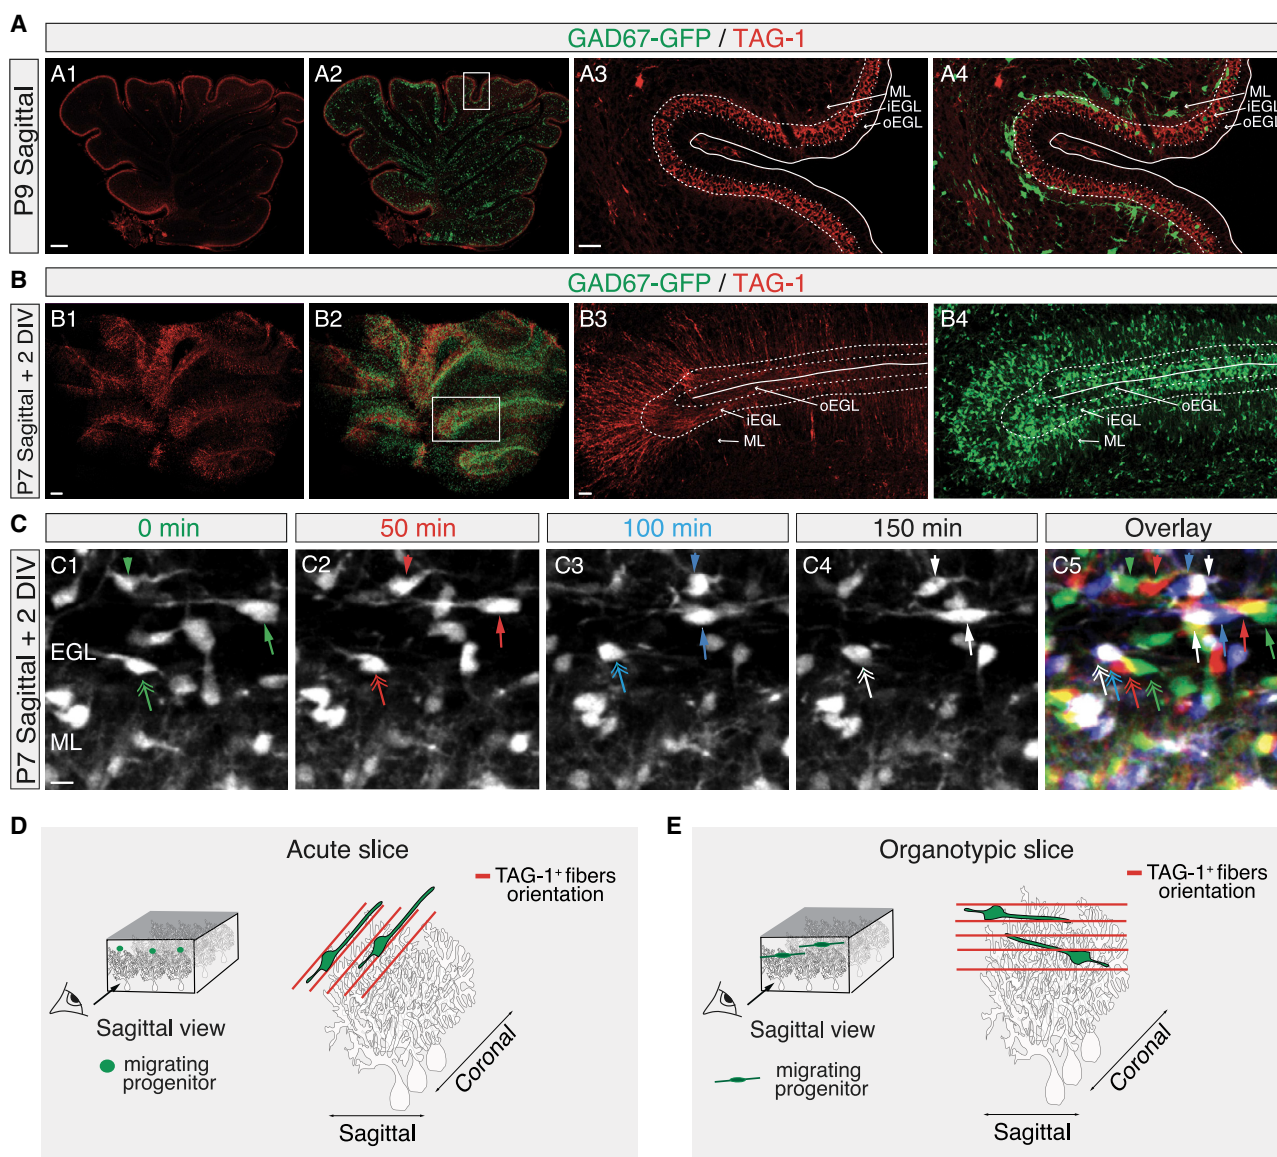 A
GAD67-GFP / TAG-1
P9 Sagittal
A1
A2
A3
ML
iEGL
oEGL
A4
ML
iEGL
oEGL
B
GAD67-GFP / TAG-1
P7 Sagittal + 2 DIV
B1
B2
B3
oEGL
iEGL
ML
B4
oEGL
iEGL
ML
C
0 min
50 min
100 min
150 min
Overlay
P7 Sagittal + 2 DIV
C1
EGL
ML
C2
C3
C4
C5
D
Acute slice
TAG-1+ fibers
orientation
Sagittal view
migrating
progenitor
Coronal
Sagittal
E
Organotypic slice
TAG-1+ fibers
orientation
Sagittal view
migrating
progenitor
Coronal
Sagittal